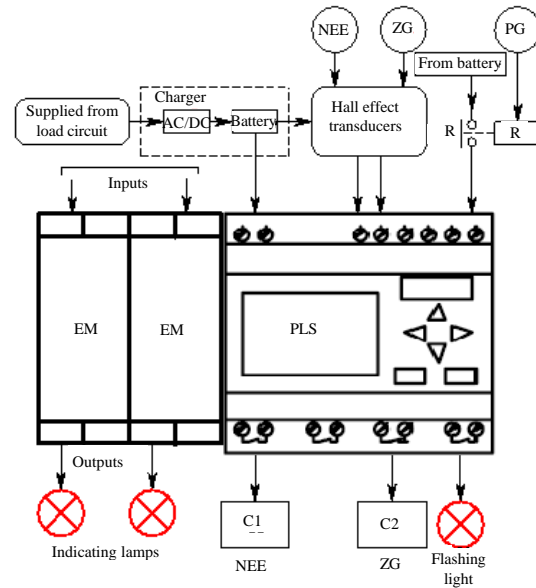 NEE
ZG
PG
From battery
Charger
Supplied from
load circuit
AC/DC
Battery
Hall effect
transducers
R
R
Inputs
EM
EM
PLS
Outputs
Indicating lamps
C1
NEE
C2
ZG
Flashing
light